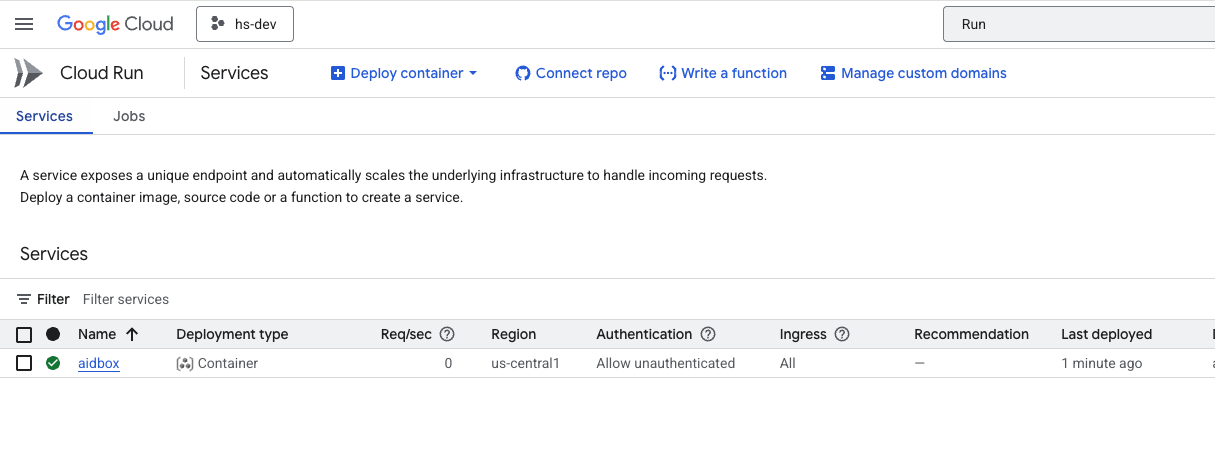 Google Cloud hs-dev Run
Cloud Run Services Deploy container Connect repo Write a function Manage custom domains
Services Jobs
A service exposes a unique endpoint and automatically scales the underlying infrastructure to handle incoming requests.
Deploy a container image, source code or a function to create a service.
Services
Filter Filter services
Name Deployment type Req/sec Region Authentication Ingress Recommendation Last deployed
aidbox Container 0 us-central1 Allow unauthenticated All — 1 minute ago